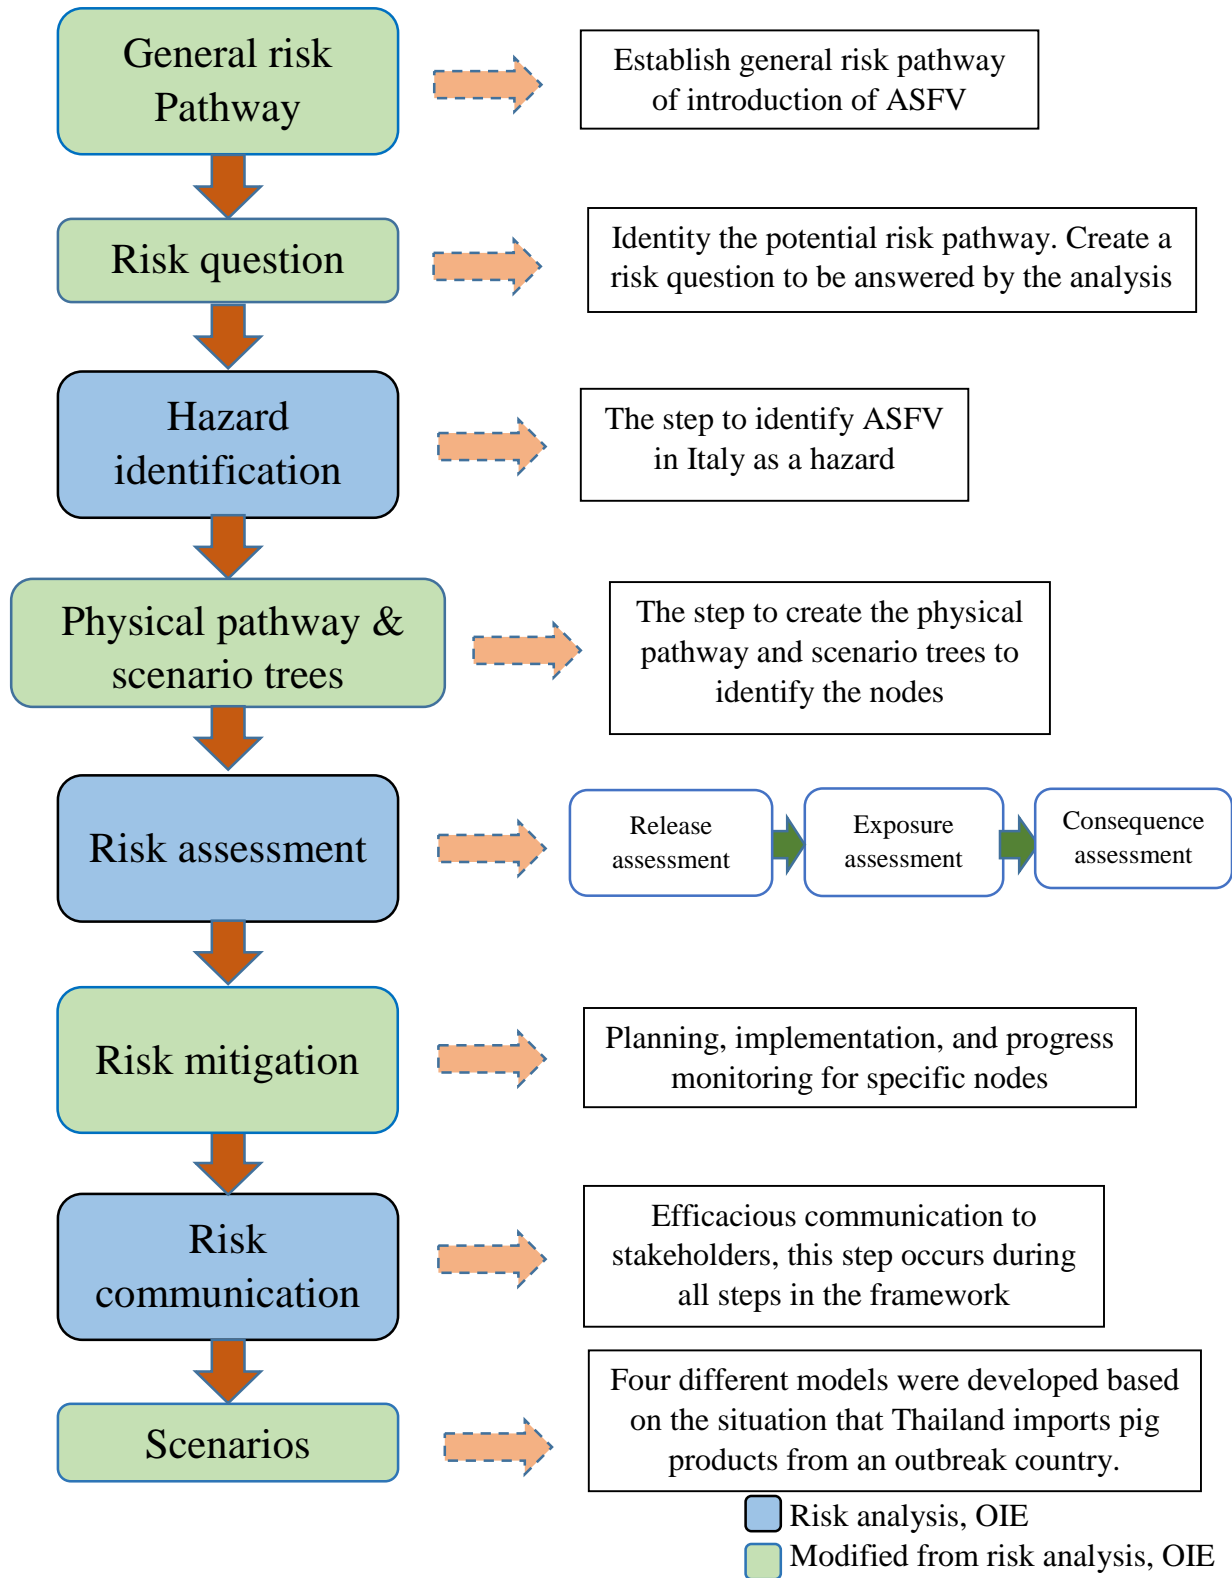 General risk
Pathway
Establish general risk pathway
of introduction of ASFV
Risk question
Identity the potential risk pathway. Create a
risk question to be answered by the analysis
Hazard
identification
The step to identify ASFV
in Italy as a hazard
Physical pathway &
scenario trees
The step to create the physical
pathway and scenario trees to
identify the nodes
Risk assessment
Release
assessment
Exposure
assessment
Consequence
assessment
Risk mitigation
Planning, implementation, and progress
monitoring for specific nodes
Risk
communication
Efficacious communication to
stakeholders, this step occurs during
all steps in the framework
Scenarios
Four different models were developed based
on the situation that Thailand imports pig
products from an outbreak country.
Risk analysis, OIE
Modified from risk analysis, OIE